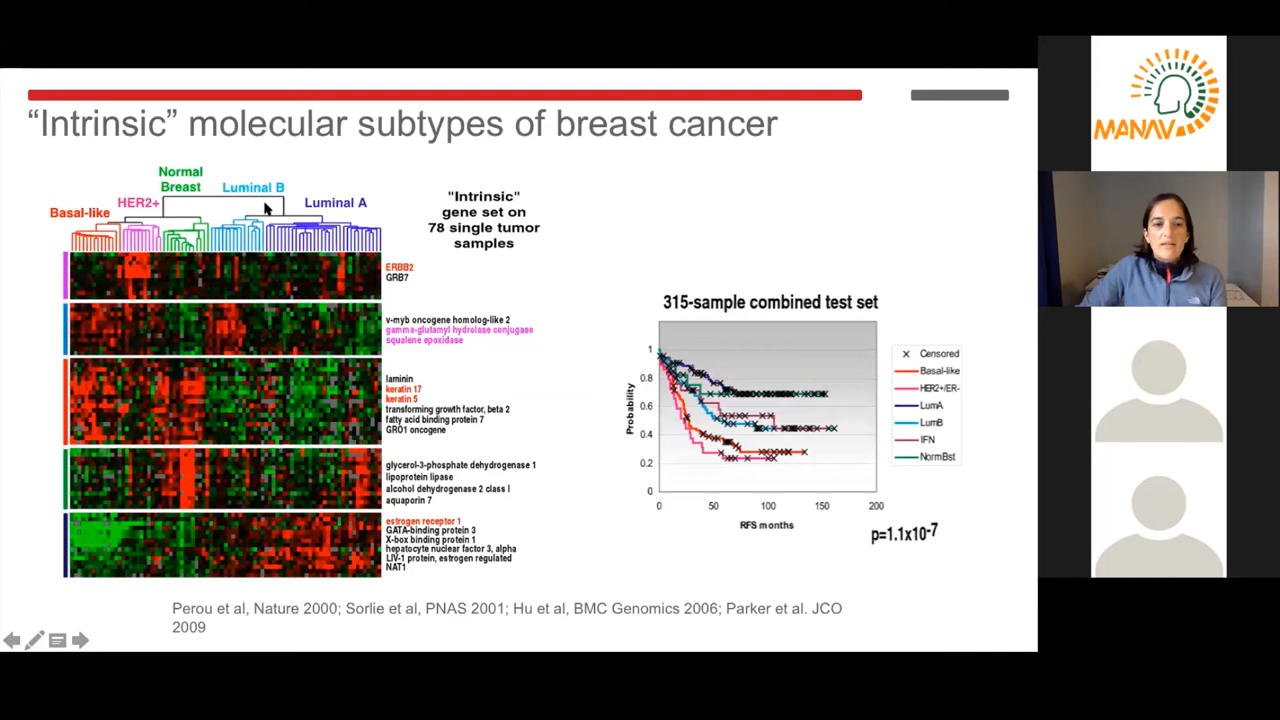 “Intrinsic” molecular subtypes of breast cancer
Normal
Breast
Luminal B
HER2+
Luminal A
Basal-like
"Intrinsic"
gene set on
78 single tumor
samples
ERBB2
GRB7
v-myb oncogene homolog-like 2
gamma-glutamyl hydrolase conjugase
squalene epoxidase
laminin
keratin 17
keratin 5
transforming growth factor, beta 2
fatty acid binding protein 7
GRO1 oncogene
glycerol-3-phosphate dehydrogenase 1
lipoprotein lipase
alcohol dehydrogenase 2 class I
aquaporin 7
estrogen receptor 1
GATA-binding protein 3
X-box binding protein 1
hepatocyte nuclear factor 3, alpha
LIV-1 protein, estrogen regulated
NAT1
315-sample combined test set
1
0.8
0.6
0.4
0.2
0
Probability
0 50 100 150 200
RFS months
Censored
Basal-like
HER2+/ER-
LumA
LumB
IFN
NormBst
p=1.1x10-7
Perou et al, Nature 2000; Sorlie et al, PNAS 2001; Hu et al, BMC Genomics 2006; Parker et al. JCO
2009
MANAV
THE NORTH FACE